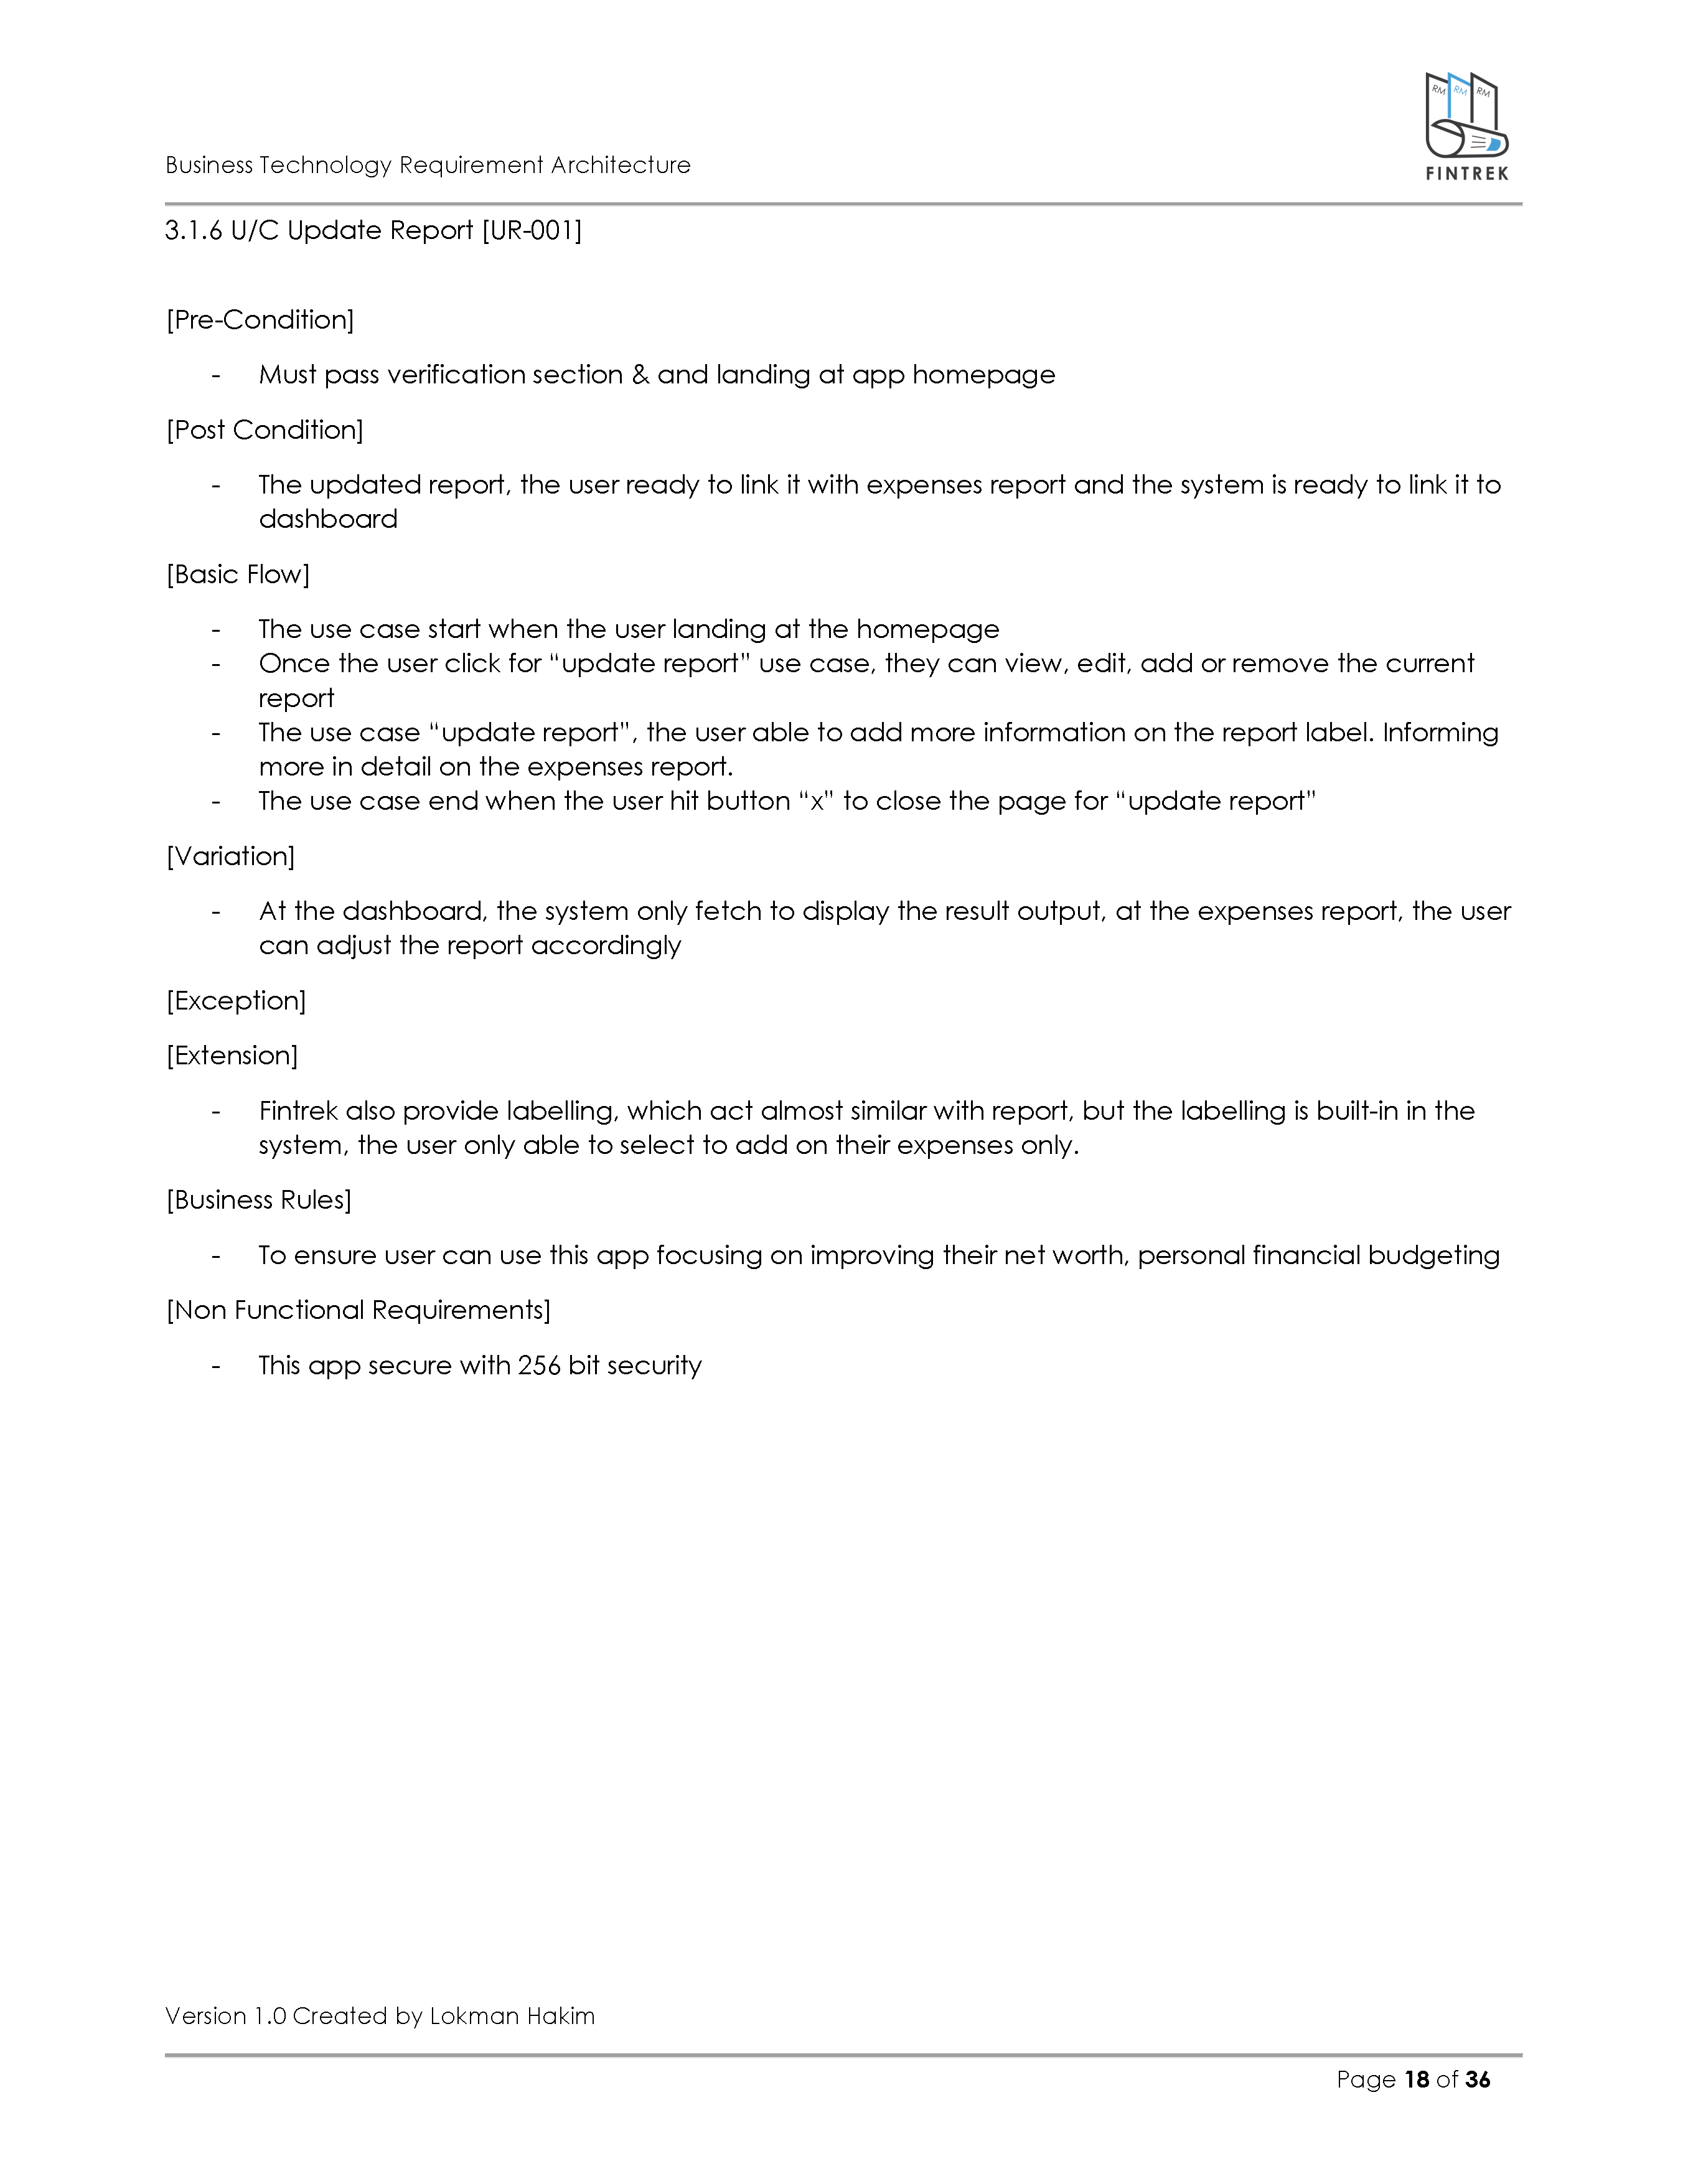 RM RM RM
FINTREK
Business Technology Requirement Architecture
3.1.6 U/C Update Report [UR-001]
[Pre-Condition]
- Must pass verification section & and landing at app homepage
[Post Condition]
- The updated report, the user ready to link it with expenses report and the system is ready to link it to
dashboard
[Basic Flow]
- The use case start when the user landing at the homepage
- Once the user click for “update report” use case, they can view, edit, add or remove the current
report
- The use case “update report”, the user able to add more information on the report label. Informing
more in detail on the expenses report.
- The use case end when the user hit button “x” to close the page for “update report”
[Variation]
- At the dashboard, the system only fetch to display the result output, at the expenses report, the user
can adjust the report accordingly
[Exception]
[Extension]
- Fintrek also provide labelling, which act almost similar with report, but the labelling is built-in in the
system, the user only able to select to add on their expenses only.
[Business Rules]
- To ensure user can use this app focusing on improving their net worth, personal financial budgeting
[Non Functional Requirements]
- This app secure with 256 bit security
Version 1.0 Created by Lokman Hakim
Page 18 of 36